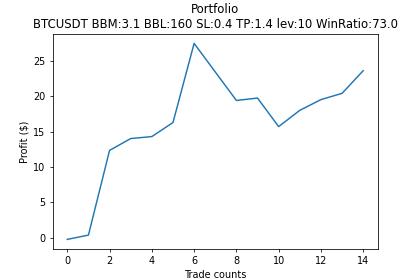 Portfolio
BTCUSDT BBM:3.1 BBL:160 SL:0.4 TP:1.4 lev:10 WinRatio:73.0
25
20
15
10
5
0
Profit ($)
0 2 4 6 8 10 12 14
Trade counts